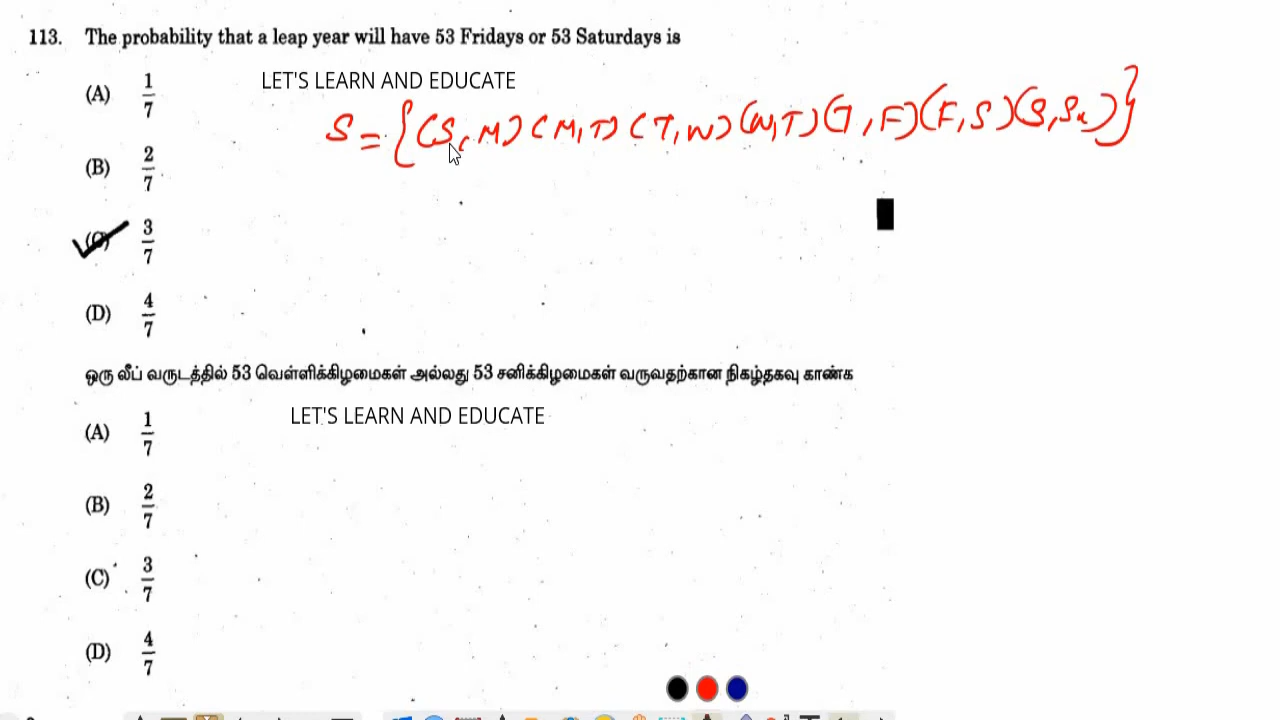 113. The probability that a leap year will have 53 Fridays or 53 Saturdays is
LET'S LEARN AND EDUCATE
(A) 1/7
S = {(S, M) (M, T) (T, W) (W, T) (T, F) (F, S) (S, Su)}
(B) 2/7
(C) 3/7
(D) 4/7
ஒரு லீப் வருடத்தில் 53 வெள்ளிக்கிழமைகள் அல்லது 53 சனிக்கிழமைகள் வருவதற்கான நிகழ்தகவு காண்க
LET'S LEARN AND EDUCATE
(A) 1/7
(B) 2/7
(C) 3/7
(D) 4/7